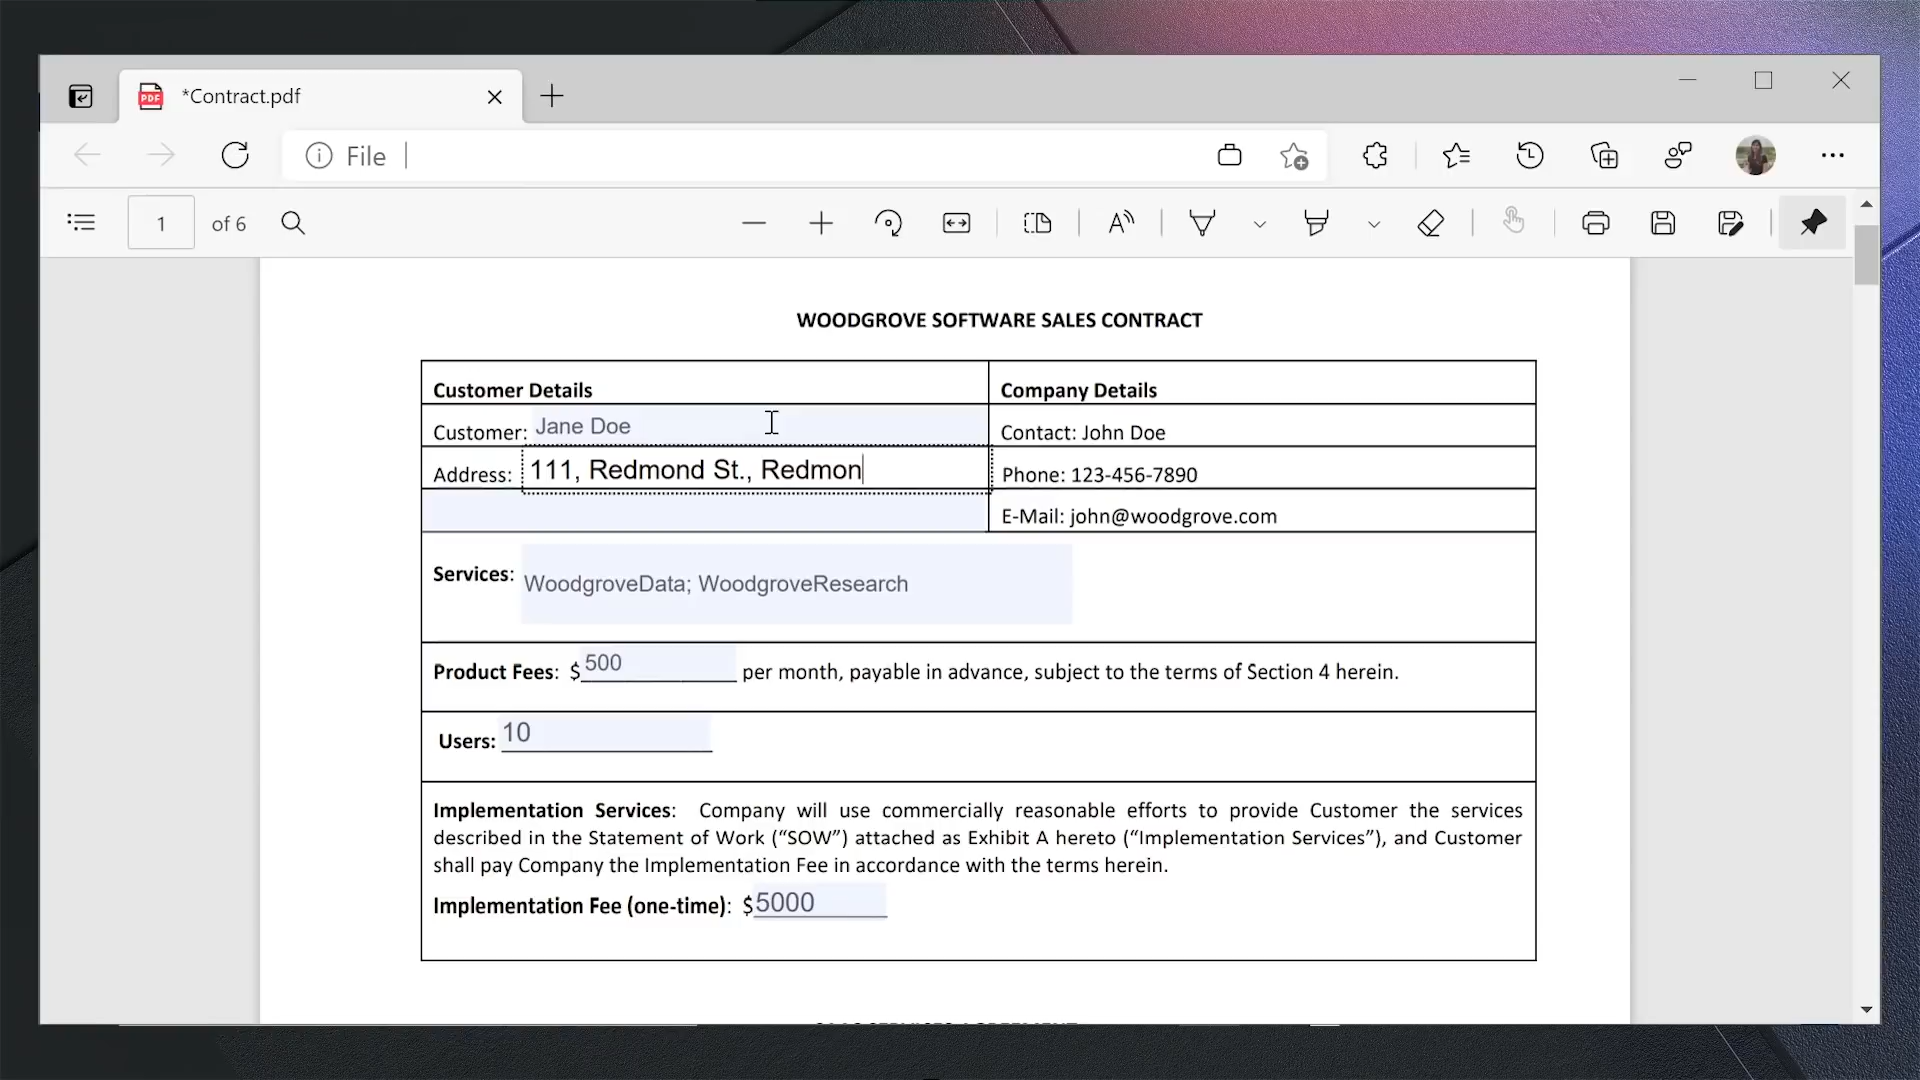 PDF *Contract.pdf
File
1 of 6
WOODGROVE SOFTWARE SALES CONTRACT
Customer Details
Company Details
Customer: Jane Doe
Contact: John Doe
Address: 111, Redmond St., Redmon
Phone: 123-456-7890
E-Mail: john@woodgrove.com
Services: WoodgroveData; WoodgroveResearch
Product Fees: $500 per month, payable in advance, subject to the terms of Section 4 herein.
Users: 10
Implementation Services: Company will use commercially reasonable efforts to provide Customer the services
described in the Statement of Work (“SOW”) attached as Exhibit A hereto (“Implementation Services”), and Customer
shall pay Company the Implementation Fee in accordance with the terms herein.
Implementation Fee (one-time): $5000